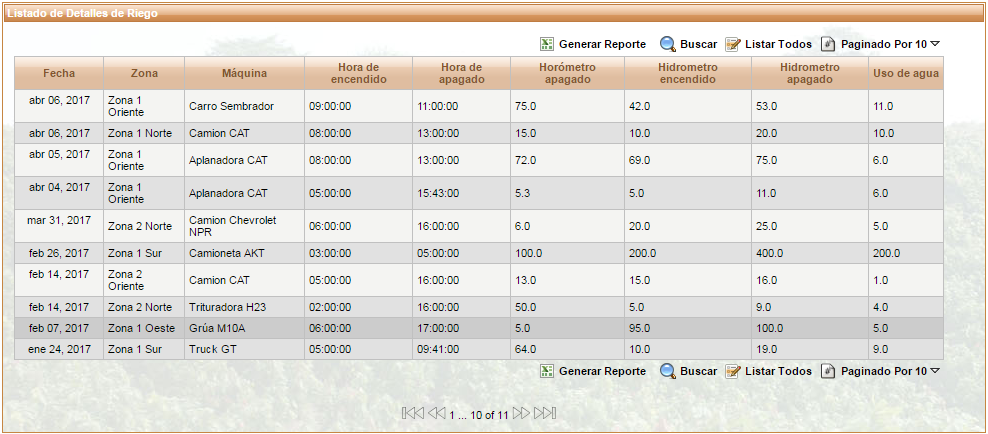 Listado de Detalles de Riego
Generar Reporte Buscar Listar Todos Paginado Por 10
Fecha Zona Máquina Hora de encendido Hora de apagado Horómetro apagado Hidrometro encendido Hidrometro apagado Uso de agua
abr 06, 2017 Zona 1 Oriente Carro Sembrador 09:00:00 11:00:00 75.0 42.0 53.0 11.0
abr 06, 2017 Zona 1 Norte Camion CAT 08:00:00 13:00:00 15.0 10.0 20.0 10.0
abr 05, 2017 Zona 1 Oriente Aplanadora CAT 08:00:00 13:00:00 72.0 69.0 75.0 6.0
abr 04, 2017 Zona 1 Oriente Aplanadora CAT 05:00:00 15:43:00 5.3 5.0 11.0 6.0
mar 31, 2017 Zona 2 Norte Camion Chevrolet NPR 06:00:00 16:00:00 6.0 20.0 25.0 5.0
feb 26, 2017 Zona 1 Sur Camioneta AKT 03:00:00 05:00:00 100.0 200.0 400.0 200.0
feb 14, 2017 Zona 2 Oriente Camion CAT 05:00:00 16:00:00 13.0 15.0 16.0 1.0
feb 14, 2017 Zona 2 Norte Trituradora H23 02:00:00 16:00:00 50.0 5.0 9.0 4.0
feb 07, 2017 Zona 1 Oeste Grúa M10A 06:00:00 17:00:00 5.0 95.0 100.0 5.0
ene 24, 2017 Zona 1 Sur Truck GT 05:00:00 09:41:00 64.0 10.0 19.0 9.0
Generar Reporte Buscar Listar Todos Paginado Por 10
1 ... 10 of 11